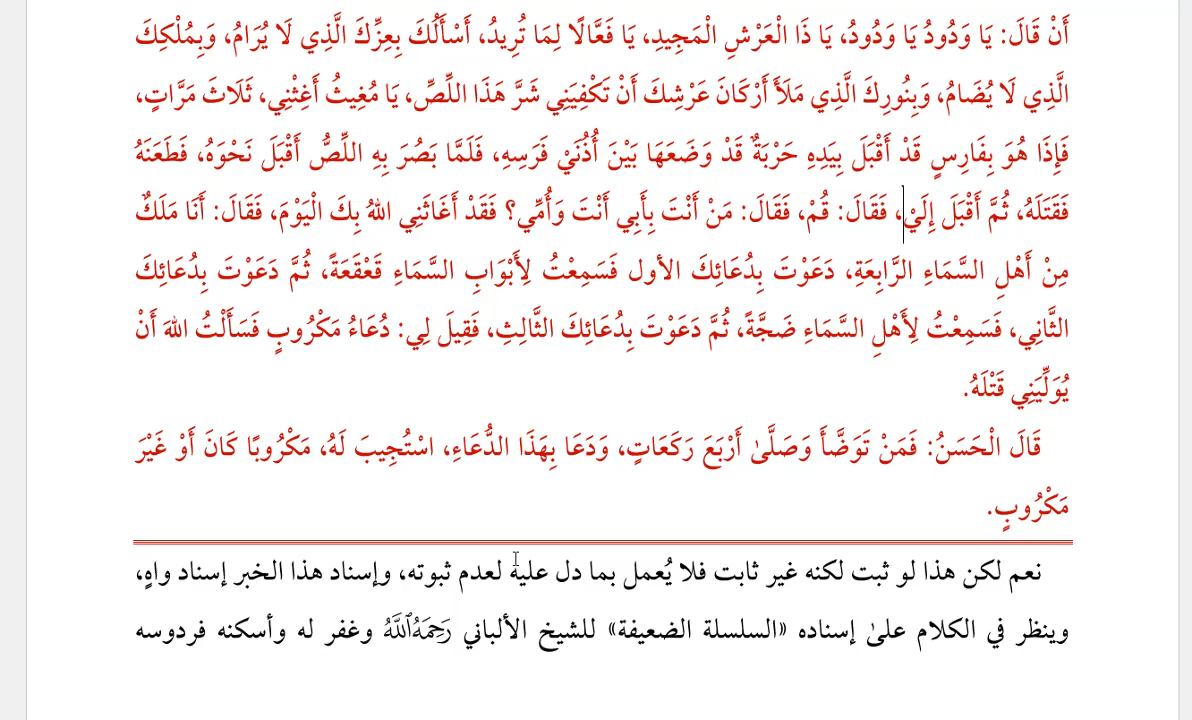 أَنْ قَالَ: يَا وَدُودُ يَا وَدُودُ، يَا ذَا الْعَرْشِ الْمَجِيدِ، يَا فَعَّالًا لِمَا تُرِيدُ، أَسْأَلُكَ بِعِزِّكَ الَّذِي لَا يُرَامُ، وَبِمُلْكِكَ
الَّذِي لَا يُضَامُ، وَبِنُورِكَ الَّذِي مَلَأَ أَرْكَانَ عَرْشِكَ أَنْ تَكْفِيَنِي شَرَّ هَذَا اللِّصِّ، يَا مُغِيثُ أَغِثْنِي، ثَلَاثَ مَرَّاتٍ،
فَإِذَا هُوَ بِفَارِسٍ قَدْ أَقْبَلَ بِيَدِهِ حَرْبَةٌ قَدْ وَضَعَهَا بَيْنَ أُذُنَيْ فَرَسِهِ، فَلَمَّا بَصُرَ بِهِ اللِّصُّ أَقْبَلَ نَحْوَهُ، فَطَعَنَهُ
فَقَتَلَهُ، ثُمَّ أَقْبَلَ إِلَيْ، فَقَالَ: قُمْ، فَقَالَ: مَنْ أَنْتَ بِأَبِي أَنْتَ وَأُمِّي؟ فَقَدْ أَغَاثَنِي اللهُ بِكَ الْيَوْمَ، فَقَالَ: أَنَا مَلَكٌ
مِنْ أَهْلِ السَّمَاءِ الرَّابِعَةِ، دَعَوْتَ بِدُعَائِكَ الأول فَسَمِعْتُ لِأَبْوَابِ السَّمَاءِ قَعْقَعَةً، ثُمَّ دَعَوْتَ بِدُعَائِكَ
الثَّانِي، فَسَمِعْتُ لِأَهْلِ السَّمَاءِ ضَجَّةً، ثُمَّ دَعَوْتَ بِدُعَائِكَ الثَّالِثِ، فَقِيلَ لِي: دُعَاءُ مَكْرُوبٍ فَسَأَلْتُ اللهَ أَنْ
يُوَلِّيَنِي قَتْلَهُ.
قَالَ الْحَسَنُ: فَمَنْ تَوَضَّأَ وَصَلَّىٰ أَرْبَعَ رَكَعَاتٍ، وَدَعَا بِهَذَا الدُّعَاءِ، اسْتُجِيبَ لَهُ، مَكْرُوبًا كَانَ أَوْ غَيْرَ
مَكْرُوبٍ.
نعم لكن هذا لو ثبت لكنه غير ثابت فلا يُعمل بما دل عليه لعدم ثبوته، وإسناد هذا الخبر إسناد واهٍ،
وينظر في الكلام علىٰ إسناده «السلسلة الضعيفة» للشيخ الألباني رَحِمَهُ ٱللَّهُ وغفر له وأسكنه فردوسه